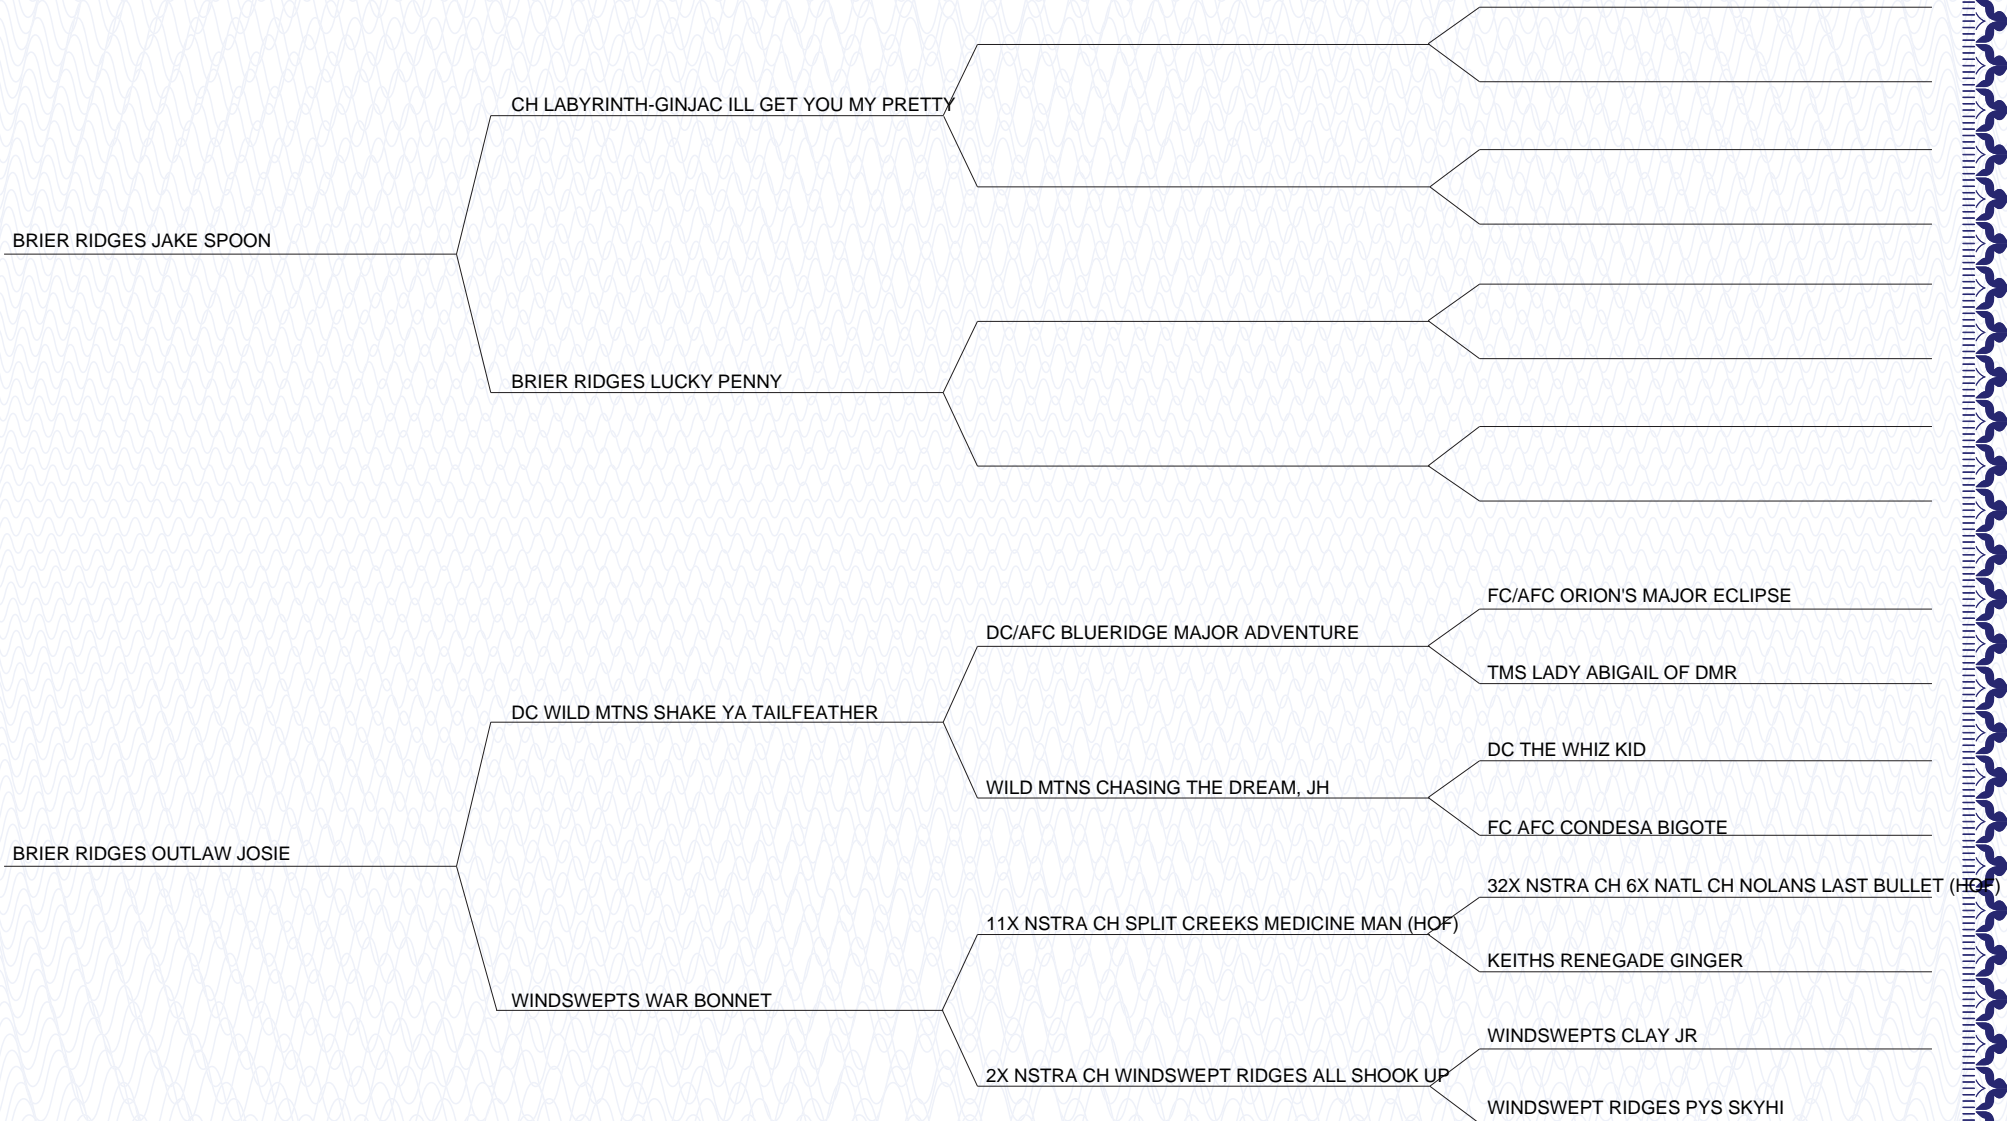 CH LABYRINTH-GINJAC ILL GET YOU MY PRETTY
BRIER RIDGES JAKE SPOON
BRIER RIDGES LUCKY PENNY
FC/AFC ORION'S MAJOR ECLIPSE
DC/AFC BLUERIDGE MAJOR ADVENTURE
TMS LADY ABIGAIL OF DMR
DC WILD MTNS SHAKE YA TAILFEATHER
DC THE WHIZ KID
WILD MTNS CHASING THE DREAM, JH
FC AFC CONDESA BIGOTE
BRIER RIDGES OUTLAW JOSIE
32X NSTRA CH 6X NATL CH NOLANS LAST BULLET (HOF)
11X NSTRA CH SPLIT CREEKS MEDICINE MAN (HOF)
KEITHS RENEGADE GINGER
WINDSWEPTS WAR BONNET
WINDSWEPTS CLAY JR
2X NSTRA CH WINDSWEPT RIDGES ALL SHOOK UP
WINDSWEPT RIDGES PYS SKYHI